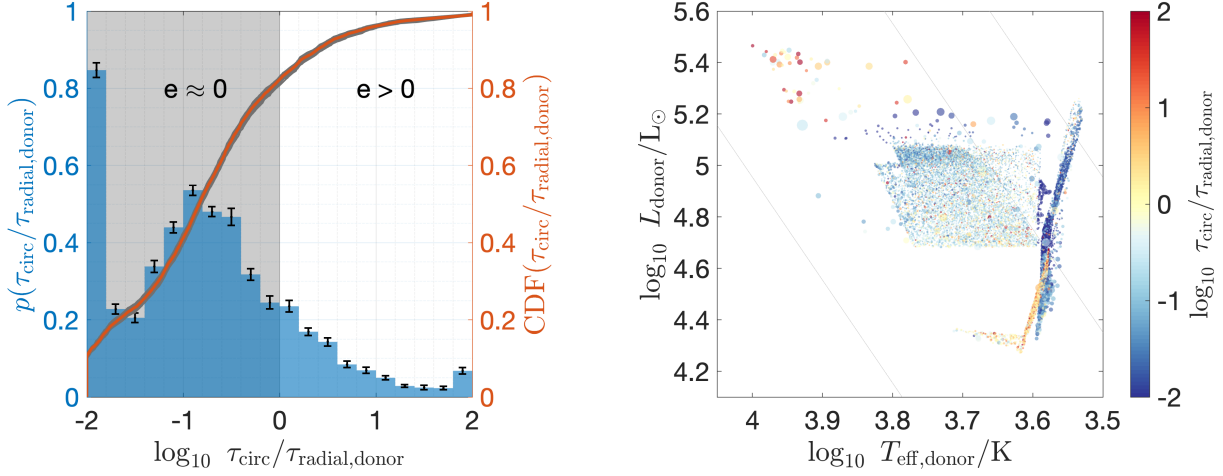 1
0.8
0.6
0.4
0.2
0
p(τcirc/τradial,donor)
e ≈ 0
e > 0
1
0.8
0.6
0.4
0.2
0
CDF(τcirc/τradial,donor)
-2 -1 0 1 2
log10 τcirc/τradial,donor
5.6
5.4
5.2
5
4.8
4.6
4.4
4.2
log10 Ldonor/L⊙
4 3.9 3.8 3.7 3.6 3.5
log10 Teff,donor/K
2
1
0
-1
-2
log10 τcirc/τradial,donor